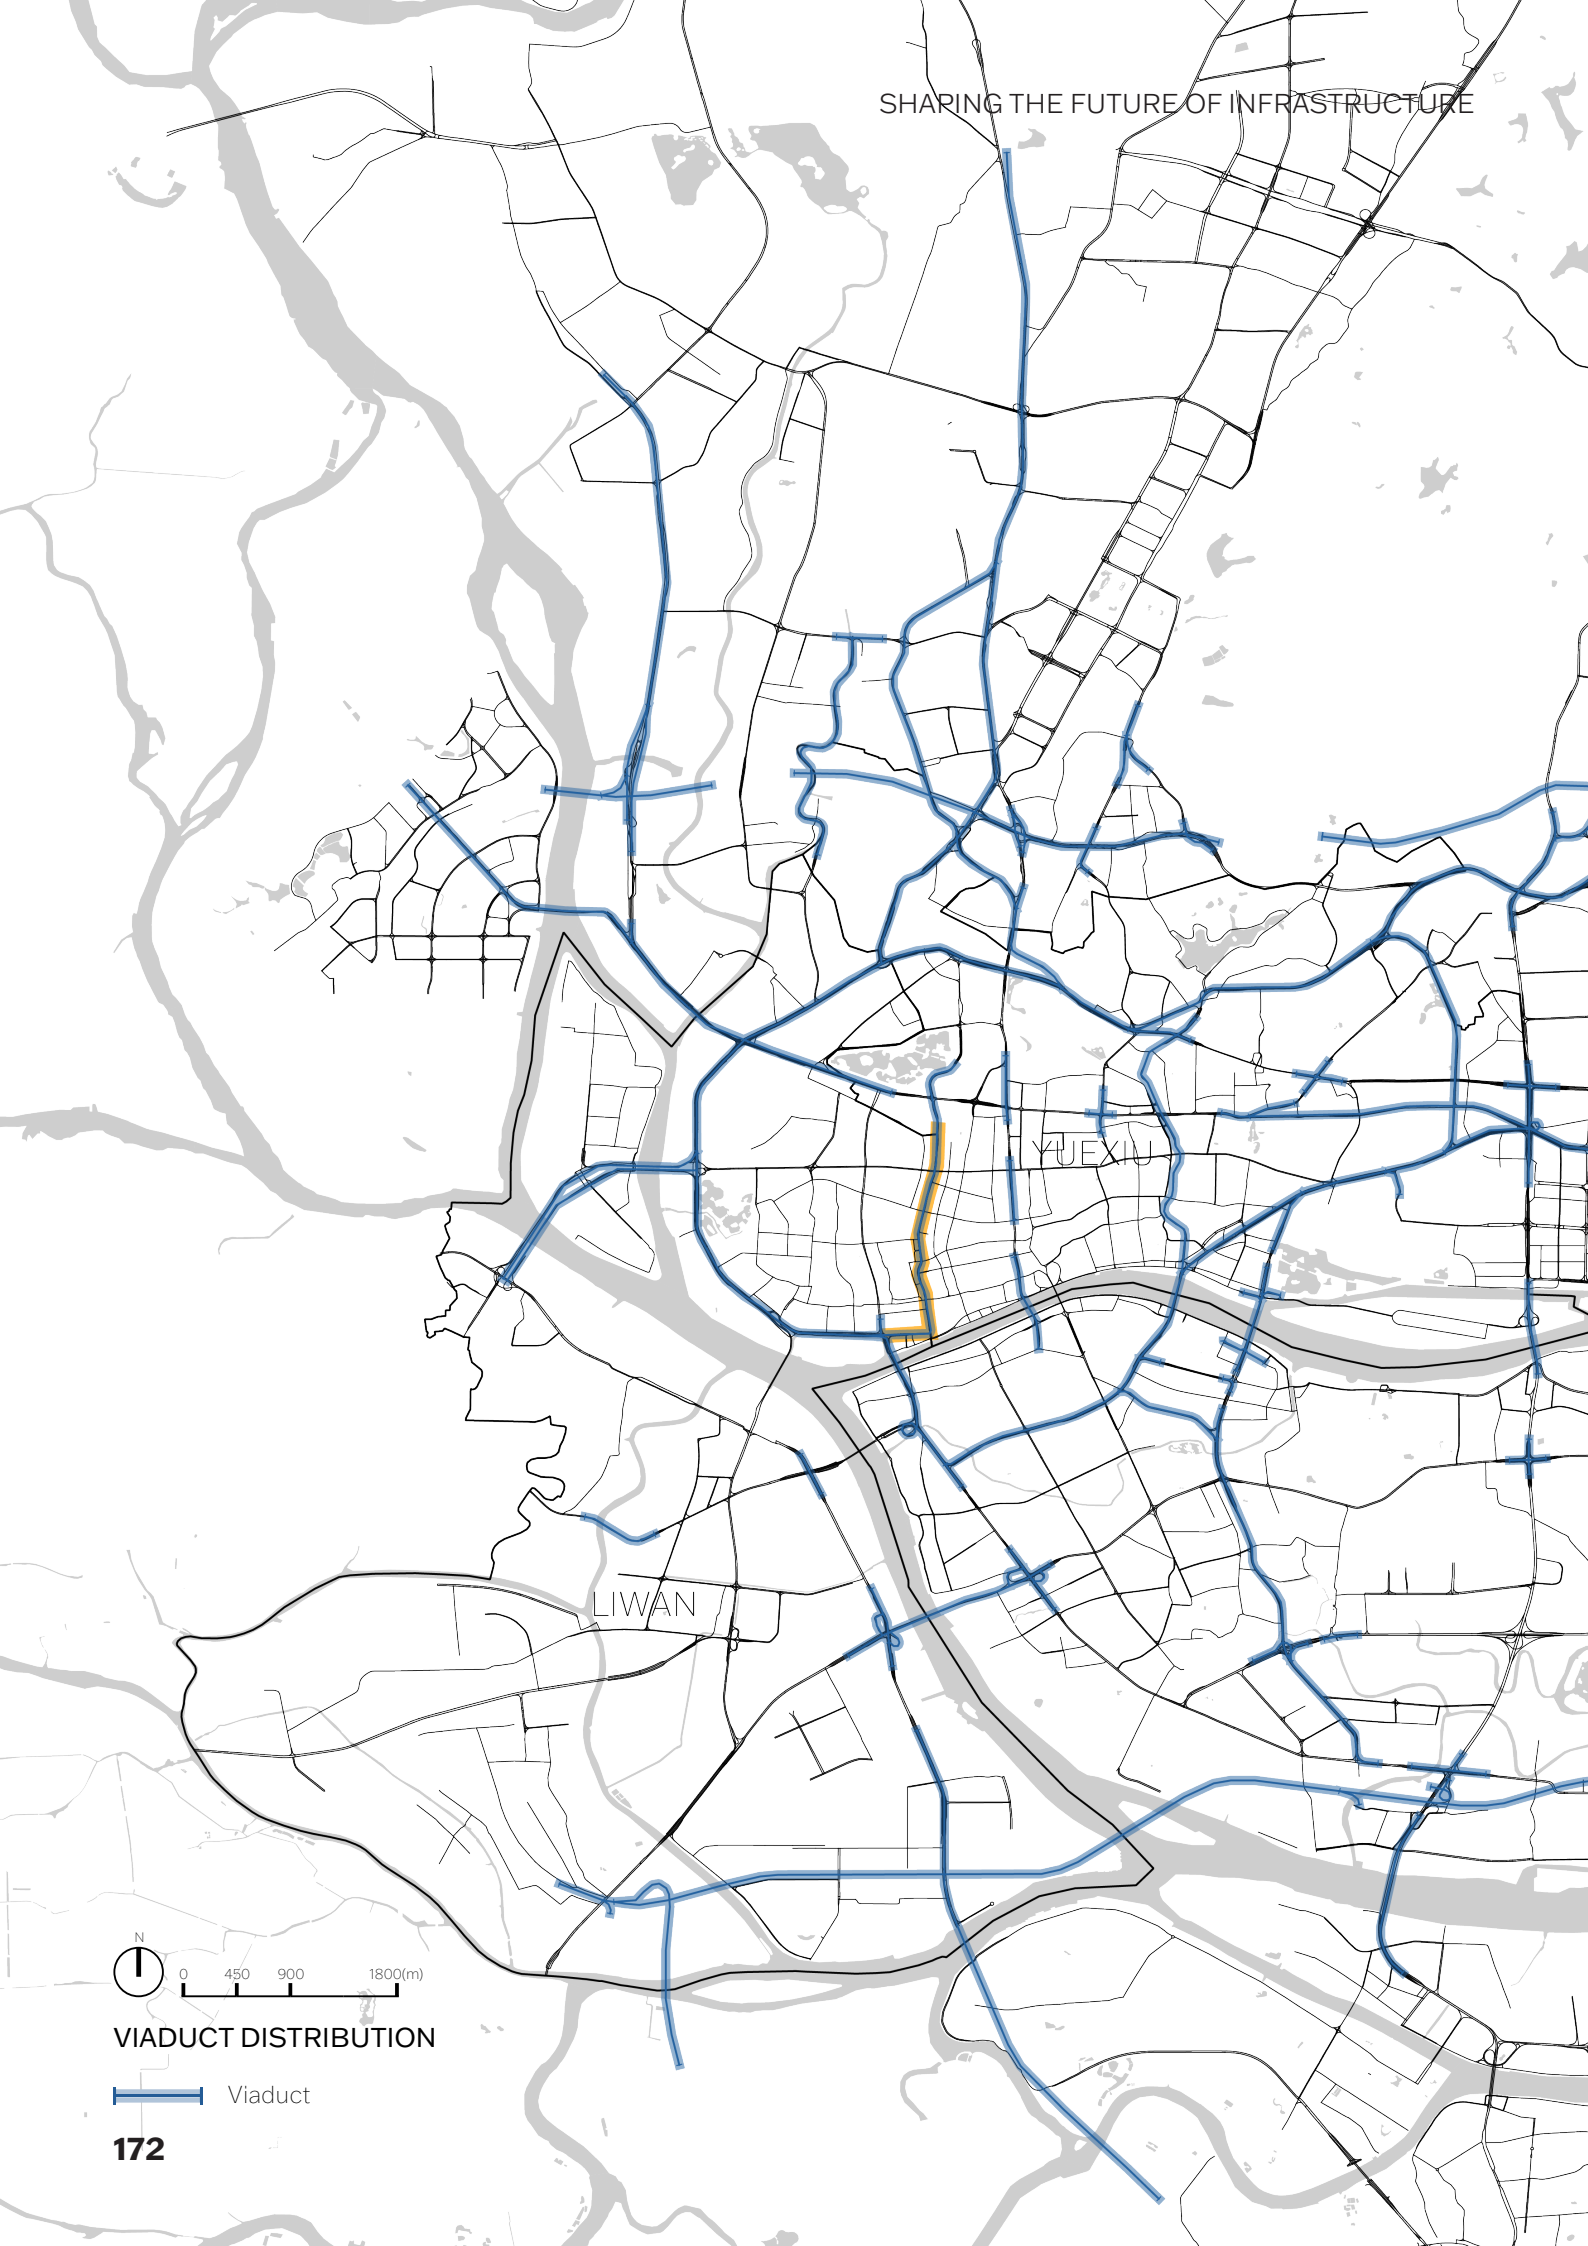 SHAPING THE FUTURE OF INFRASTRUCTURE
YUEXIU
LIWAN
N
0 450 900 1800(m)
VIADUCT DISTRIBUTION
Viaduct
172